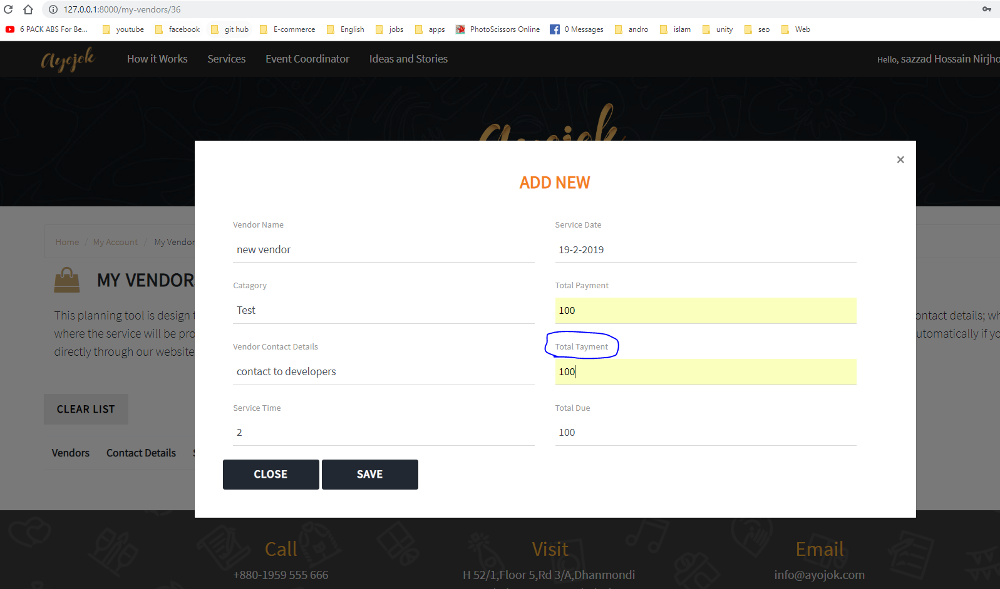 127.0.0.1:8000/my-vendors/36
6 PACK ABS For Be... youtube facebook git hub E-commerce English jobs apps PhotoScissors Online 0 Messages andro islam unity seo Web
Ayojok How it Works Services Event Coordinator Ideas and Stories Hello, sazzad Hossain Nirjho
Ayojok
×
ADD NEW
Vendor Name Service Date
new vendor 19-2-2019
Home / My Account / My Vendor
Catagory Total Payment
MY VENDOR
Test 100
This planning tool is design contact details;
where the service will be pro utomatically if yo
directly through our website
Vendor Contact Details Total Tayment
contact to developers 100
Service Time Total Due
CLEAR LIST
2 100
Vendors Contact Details
CLOSE SAVE
Call Visit Email
+880-1959 555 666 H 52/1,Floor 5,Rd 3/A,Dhanmondi info@ayojok.com